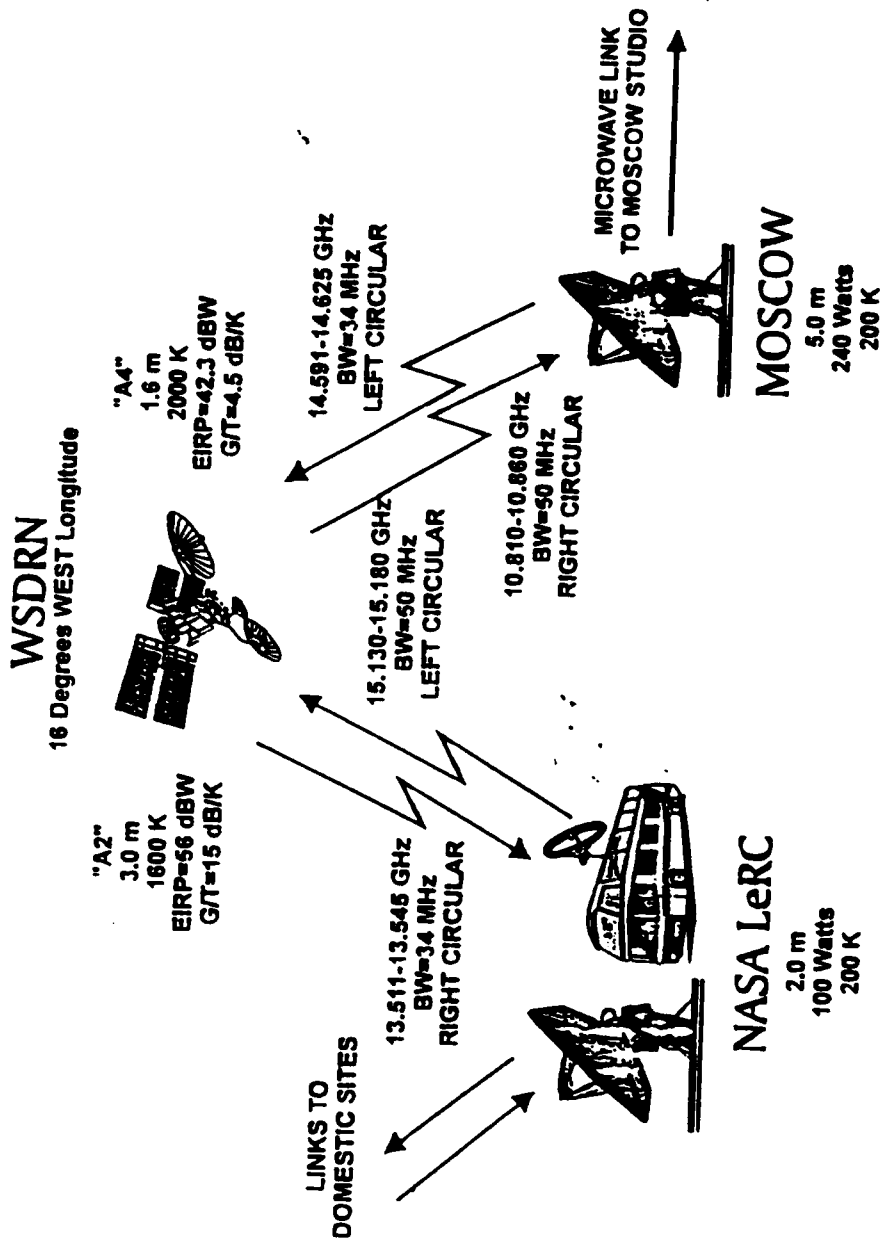 WSDRN
16 Degrees WEST Longitude
"A2"
3.0 m
1600 K
EIRP=56 dBW
G/T=15 dB/K
"A4"
1.6 m
2000 K
EIRP=42.3 dBW
G/T=4.5 dB/K
LINKS TO
DOMESTIC SITES
13.511-13.545 GHz
BW=34 MHz
RIGHT CIRCULAR
15.130-15.180 GHz
BW=50 MHz
LEFT CIRCULAR
14.591-14.625 GHz
BW=34 MHz
LEFT CIRCULAR
10.810-10.860 GHz
BW=50 MHz
RIGHT CIRCULAR
MICROWAVE LINK
TO MOSCOW STUDIO
NASA LeRC
2.0 m
100 Watts
200 K
MOSCOW
5.0 m
240 Watts
200 K